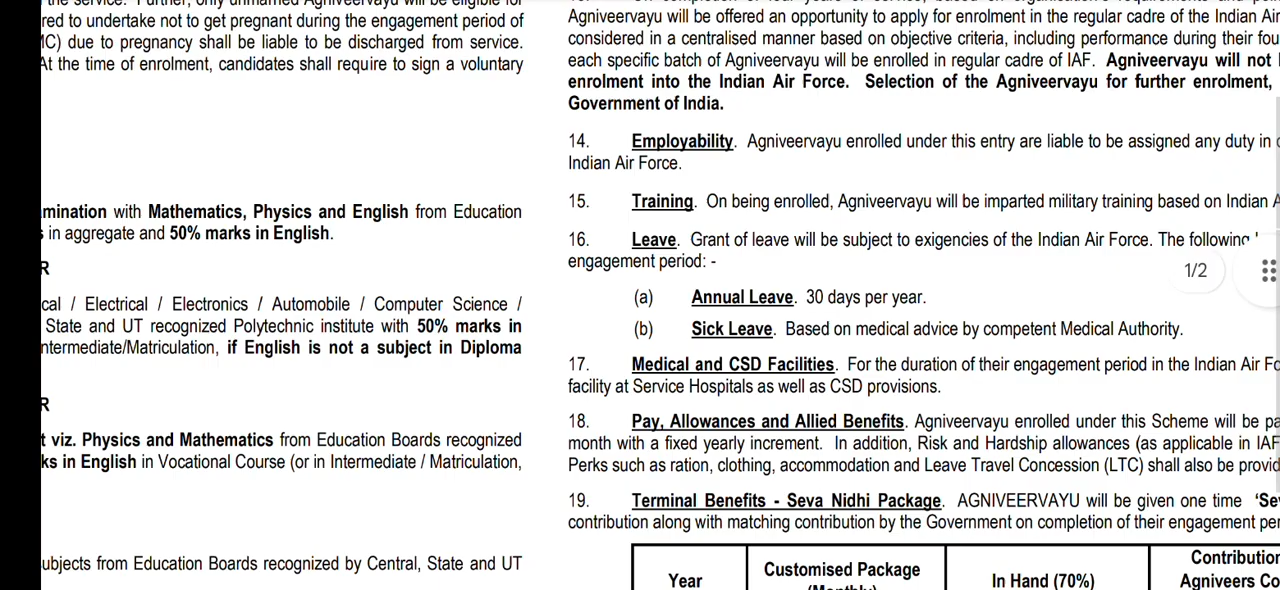 the service. Further, only unmarried Agniveervayu will be eligible for
red to undertake not to get pregnant during the engagement period of
MC) due to pregnancy shall be liable to be discharged from service.
At the time of enrolment, candidates shall require to sign a voluntary
mination with Mathematics, Physics and English from Education
s in aggregate and 50% marks in English.
R
cal / Electrical / Electronics / Automobile / Computer Science /
State and UT recognized Polytechnic institute with 50% marks in
ntermediate/Matriculation, if English is not a subject in Diploma
R
t viz. Physics and Mathematics from Education Boards recognized
ks in English in Vocational Course (or in Intermediate / Matriculation,
ubjects from Education Boards recognized by Central, State and UT
Agniveervayu will be offered an opportunity to apply for enrolment in the regular cadre of the Indian Air
considered in a centralised manner based on objective criteria, including performance during their fou
each specific batch of Agniveervayu will be enrolled in regular cadre of IAF. Agniveervayu will not
enrolment into the Indian Air Force. Selection of the Agniveervayu for further enrolment,
Government of India.
14. Employability. Agniveervayu enrolled under this entry are liable to be assigned any duty in
Indian Air Force.
15. Training. On being enrolled, Agniveervayu will be imparted military training based on Indian A
16. Leave. Grant of leave will be subject to exigencies of the Indian Air Force. The following
engagement period: -
(a) Annual Leave. 30 days per year.
(b) Sick Leave. Based on medical advice by competent Medical Authority.
17. Medical and CSD Facilities. For the duration of their engagement period in the Indian Air Fo
facility at Service Hospitals as well as CSD provisions.
18. Pay, Allowances and Allied Benefits. Agniveervayu enrolled under this Scheme will be pa
month with a fixed yearly increment. In addition, Risk and Hardship allowances (as applicable in IAF
Perks such as ration, clothing, accommodation and Leave Travel Concession (LTC) shall also be provid
19. Terminal Benefits - Seva Nidhi Package. AGNIVEERVAYU will be given one time 'Se
contribution along with matching contribution by the Government on completion of their engagement per
Year
Customised Package
(Monthly)
In Hand (70%)
Contribution
Agniveers Co
1/2